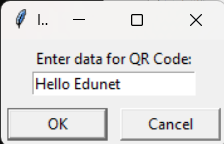 I..
Enter data for QR Code:
Hello Edunet
OK
Cancel